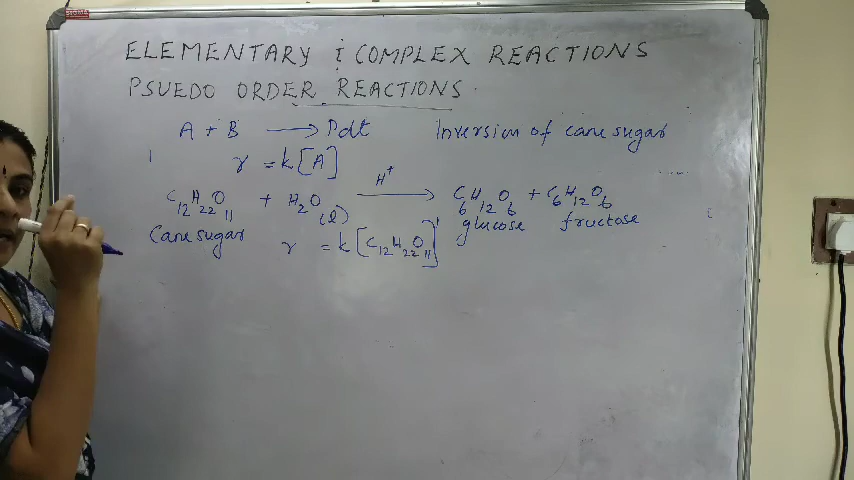 ELEMENTARY & COMPLEX REACTIONS
PSUEDO ORDER REACTIONS
A + B ⟶ Pdt Inversion of cane sugar
r = k[A]
C₁₂H₂₂O₁₁ + H₂O(l) —H⁺→ C₆H₁₂O₆ + C₆H₁₂O₆
Cane sugar glucose fructose
r = k[C₁₂H₂₂O₁₁]¹